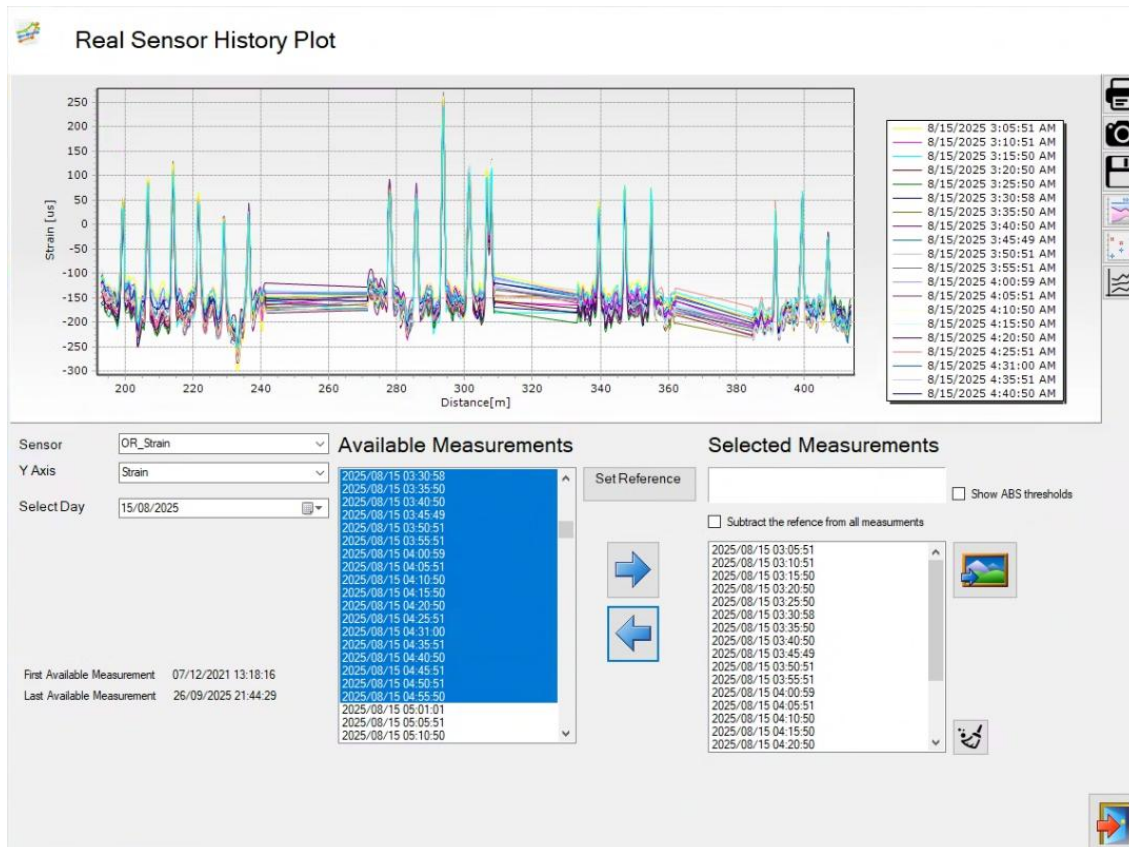 Real Sensor History Plot
250
200
150
100
50
0
-50
-100
-150
-200
-250
-300
Strain [us]
200 220 240 260 280 300 320 340 360 380 400
Distance[m]
8/15/2025 3:05:51 AM
8/15/2025 3:10:51 AM
8/15/2025 3:15:50 AM
8/15/2025 3:20:50 AM
8/15/2025 3:25:50 AM
8/15/2025 3:30:58 AM
8/15/2025 3:35:50 AM
8/15/2025 3:40:50 AM
8/15/2025 3:45:49 AM
8/15/2025 3:50:51 AM
8/15/2025 3:55:51 AM
8/15/2025 4:00:59 AM
8/15/2025 4:05:51 AM
8/15/2025 4:10:50 AM
8/15/2025 4:15:50 AM
8/15/2025 4:20:50 AM
8/15/2025 4:25:51 AM
8/15/2025 4:31:00 AM
8/15/2025 4:35:51 AM
8/15/2025 4:40:50 AM
Sensor
OR_Strain
Y Axis
Strain
Select Day
15/08/2025
First Available Measurement 07/12/2021 13:18:16
Last Available Measurement 26/09/2025 21:44:29
Available Measurements
2025/08/15 03:30:58
2025/08/15 03:35:50
2025/08/15 03:40:50
2025/08/15 03:45:49
2025/08/15 03:50:51
2025/08/15 03:55:51
2025/08/15 04:00:59
2025/08/15 04:05:51
2025/08/15 04:10:50
2025/08/15 04:15:50
2025/08/15 04:20:50
2025/08/15 04:25:51
2025/08/15 04:31:00
2025/08/15 04:35:51
2025/08/15 04:40:50
2025/08/15 04:45:51
2025/08/15 04:50:51
2025/08/15 04:55:50
2025/08/15 05:01:01
2025/08/15 05:05:51
2025/08/15 05:10:50
Set Reference
Selected Measurements
Show ABS thresholds
Subtract the refence from all measurments
2025/08/15 03:05:51
2025/08/15 03:10:51
2025/08/15 03:15:50
2025/08/15 03:20:50
2025/08/15 03:25:50
2025/08/15 03:30:58
2025/08/15 03:35:50
2025/08/15 03:40:50
2025/08/15 03:45:49
2025/08/15 03:50:51
2025/08/15 03:55:51
2025/08/15 04:00:59
2025/08/15 04:05:51
2025/08/15 04:10:50
2025/08/15 04:15:50
2025/08/15 04:20:50